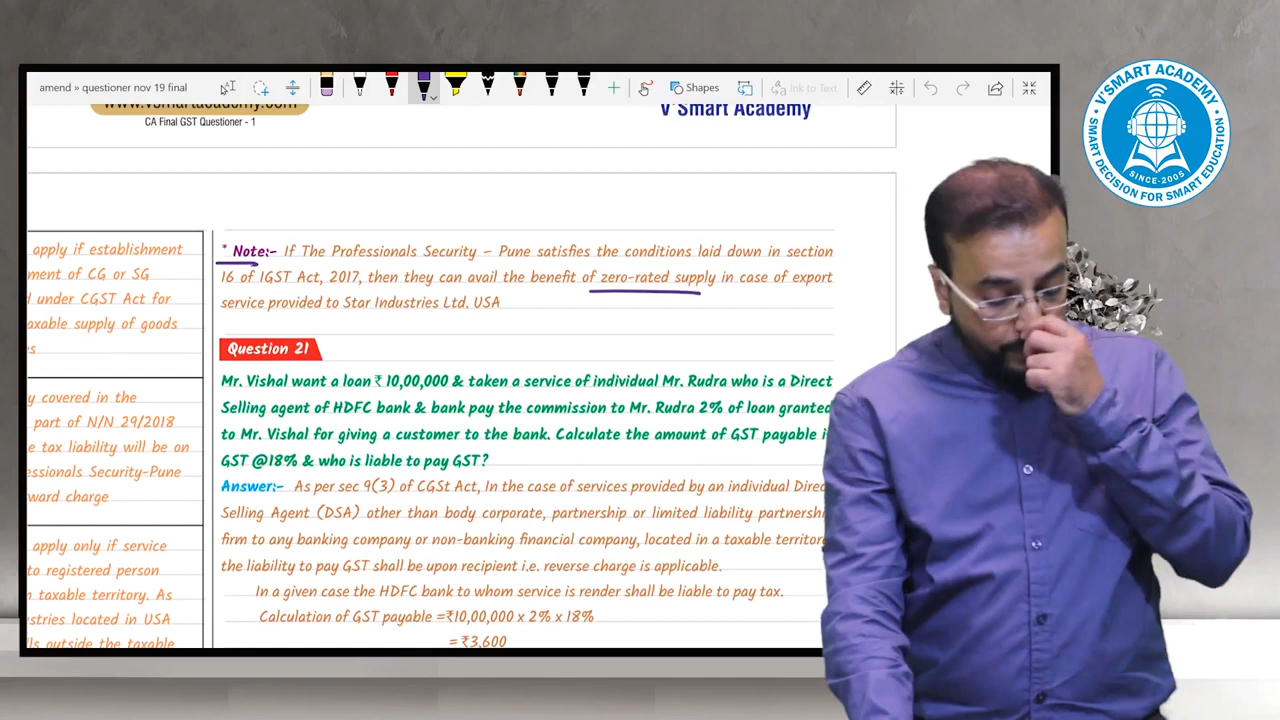 amend » questioner nov 19 final
Shapes
Ink to Text
www.vsmartacademy.com
CA Final GST Questioner - 1
V'Smart Academy
V'SMART ACADEMY
SINCE-2005
SMART DECISION FOR SMART EDUCATION
apply if establishment
ment of CG or SG
under CGST Act for
axable supply of goods
es
y covered in the
part of N/N 29/2018
e tax liability will be on
essionals Security-Pune
ward charge
apply only if service
to registered person
taxable territory. As
stries located in USA
lls outside the taxable
* Note:- If The Professionals Security – Pune satisfies the conditions laid down in section
16 of IGST Act, 2017, then they can avail the benefit of zero-rated supply in case of export
service provided to Star Industries Ltd. USA
Question 21
Mr. Vishal want a loan ₹ 10,00,000 & taken a service of individual Mr. Rudra who is a Direct
Selling agent of HDFC bank & bank pay the commission to Mr. Rudra 2% of loan granted
to Mr. Vishal for giving a customer to the bank. Calculate the amount of GST payable i
GST @18% & who is liable to pay GST?
Answer:- As per sec 9(3) of CGSt Act, In the case of services provided by an individual Direc
Selling Agent (DSA) other than body corporate, partnership or limited liability partnershi
firm to any banking company or non-banking financial company, located in a taxable territor
the liability to pay GST shall be upon recipient i.e. reverse charge is applicable.
In a given case the HDFC bank to whom service is render shall be liable to pay tax.
Calculation of GST payable =₹10,00,000 x 2% x 18%
= ₹3,600